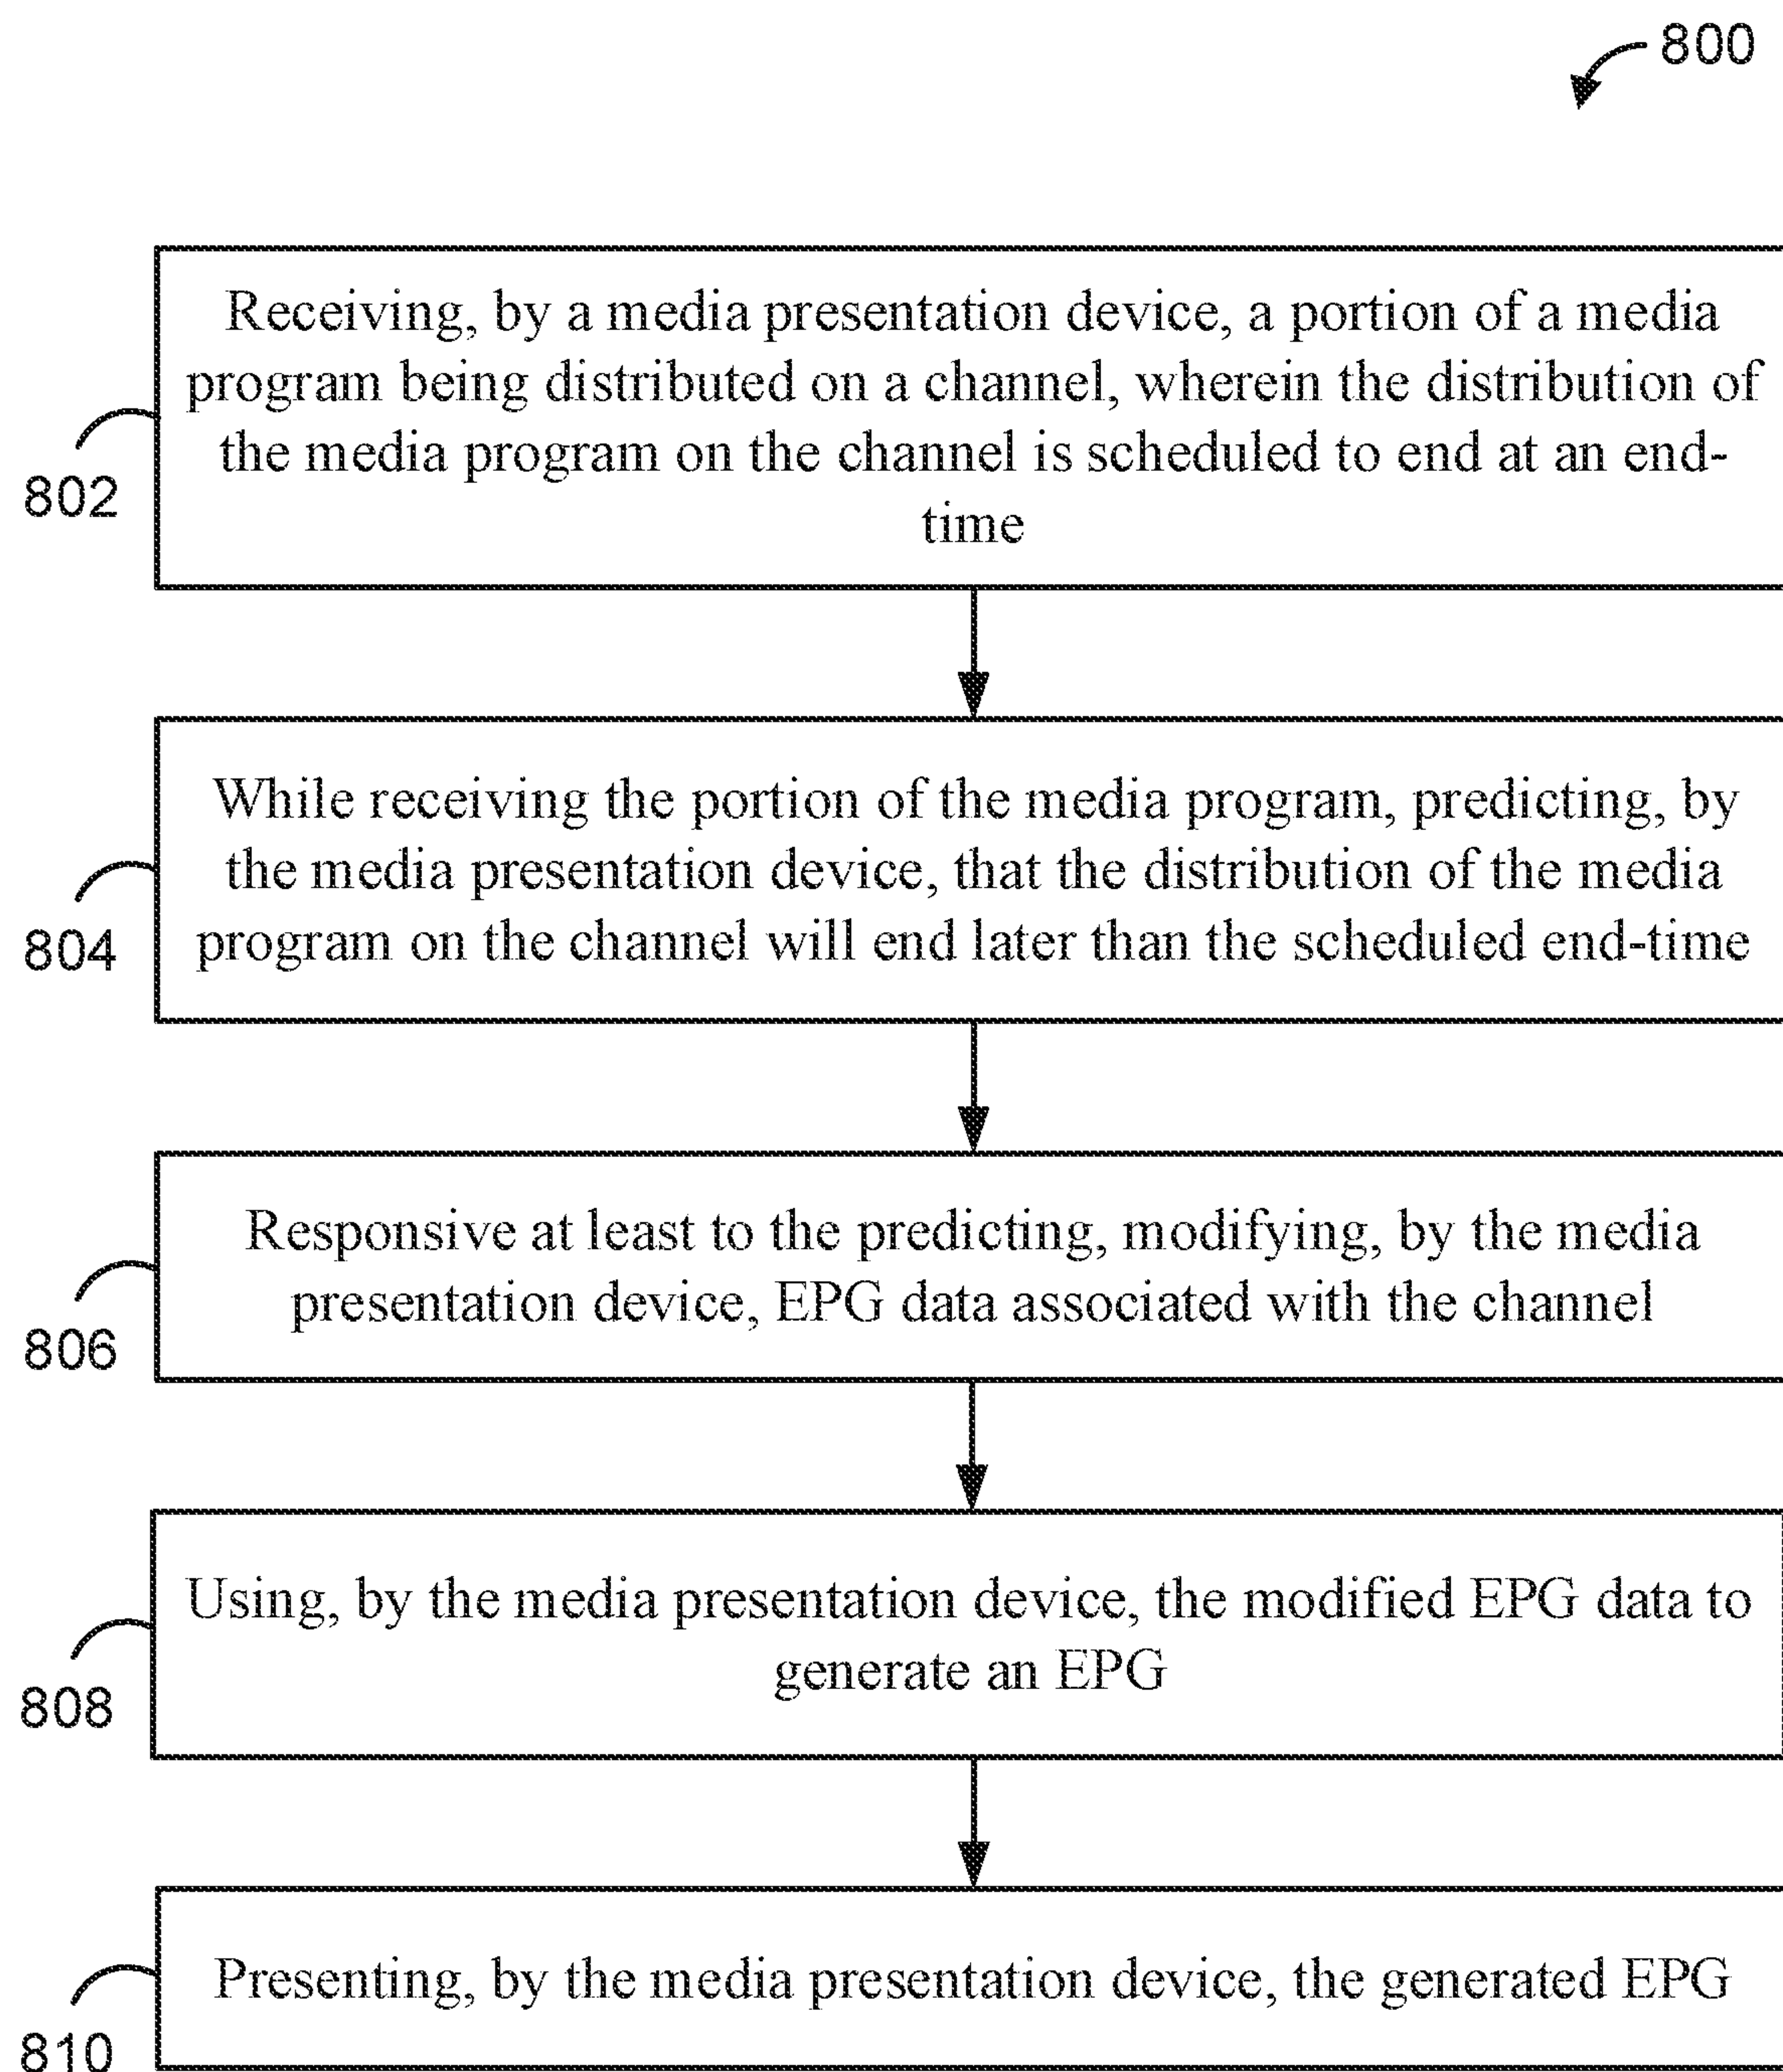 800
Receiving, by a media presentation device, a portion of a media
program being distributed on a channel, wherein the distribution of
the media program on the channel is scheduled to end at an end-
time
802
While receiving the portion of the media program, predicting, by
the media presentation device, that the distribution of the media
program on the channel will end later than the scheduled end-time
804
Responsive at least to the predicting, modifying, by the media
presentation device, EPG data associated with the channel
806
Using, by the media presentation device, the modified EPG data to
generate an EPG
808
Presenting, by the media presentation device, the generated EPG
810